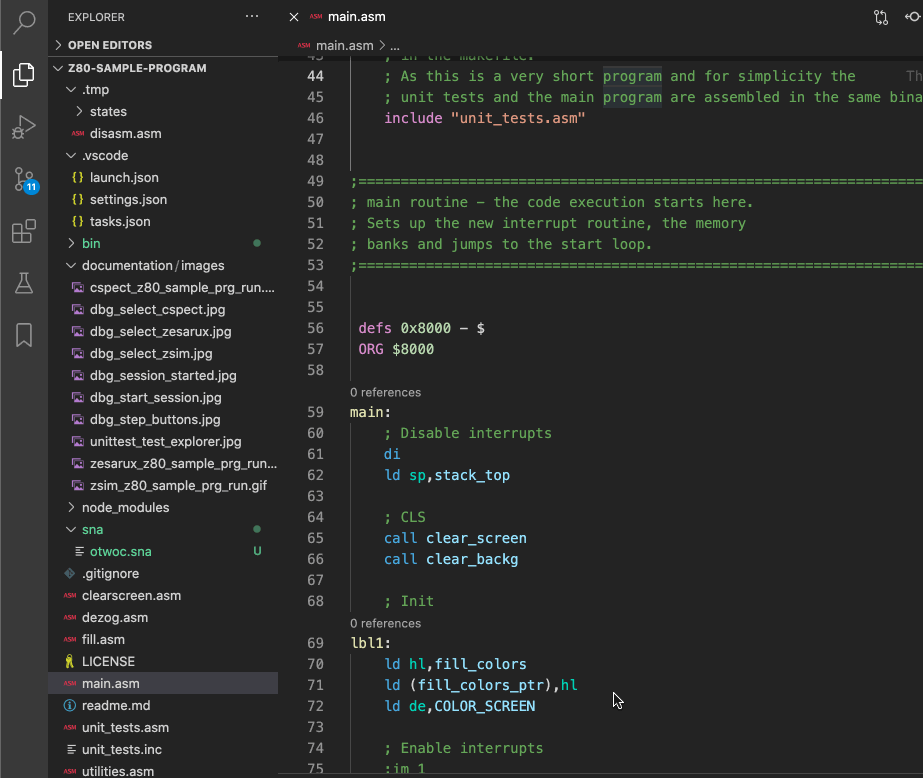 EXPLORER
...
OPEN EDITORS
Z80-SAMPLE-PROGRAM
.tmp
states
ASM disasm.asm
.vscode
{} launch.json
{} settings.json
{} tasks.json
bin
documentation/images
cspect_z80_sample_prg_run....
dbg_select_cspect.jpg
dbg_select_zesarux.jpg
dbg_select_zsim.jpg
dbg_session_started.jpg
dbg_start_session.jpg
dbg_step_buttons.jpg
unittest_test_explorer.jpg
zesarux_z80_sample_prg_run...
zsim_z80_sample_prg_run.gif
node_modules
sna
otwoc.sna U
.gitignore
ASM clearscreen.asm
ASM dezog.asm
ASM fill.asm
LICENSE
ASM main.asm
readme.md
ASM unit_tests.asm
unit_tests.inc
ASM utilities.asm
11
ASM main.asm
ASM main.asm > ...
43 ; in the makefile.
44 ; As this is a very short program and for simplicity the Th
45 ; unit tests and the main program are assembled in the same bina
46 include "unit_tests.asm"
47
48
49 ;===================================================================
50 ; main routine - the code execution starts here.
51 ; Sets up the new interrupt routine, the memory
52 ; banks and jumps to the start loop.
53 ;===================================================================
54
55
56 defs 0x8000 - $
57 ORG $8000
58
0 references
59 main:
60 ; Disable interrupts
61 di
62 ld sp,stack_top
63
64 ; CLS
65 call clear_screen
66 call clear_backg
67
68 ; Init
0 references
69 lbl1:
70 ld hl,fill_colors
71 ld (fill_colors_ptr),hl
72 ld de,COLOR_SCREEN
73
74 ; Enable interrupts
75 ;im 1